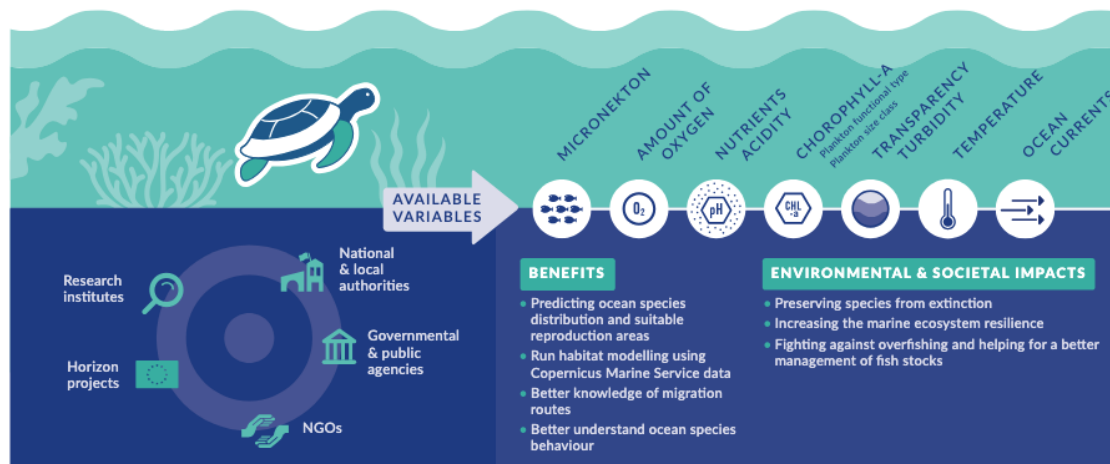 MICRONEKTON
AMOUNT OF
OXYGEN
NUTRIENTS
ACIDITY
CHOROPHYLL-A
Plankton functional type
Plankton size class
TRANSPARENCY
TURBIDITY
TEMPERATURE
OCEAN
CURRENTS
AVAILABLE
VARIABLES
O₂
pH
CHL
-a
Research
institutes
National
& local
authorities
Governmental
& public
agencies
Horizon
projects
NGOs
BENEFITS
• Predicting ocean species
distribution and suitable
reproduction areas
• Run habitat modelling using
Copernicus Marine Service data
• Better knowledge of migration
routes
• Better understand ocean species
behaviour
ENVIRONMENTAL & SOCIETAL IMPACTS
• Preserving species from extinction
• Increasing the marine ecosystem resilience
• Fighting against overfishing and helping for a better
management of fish stocks